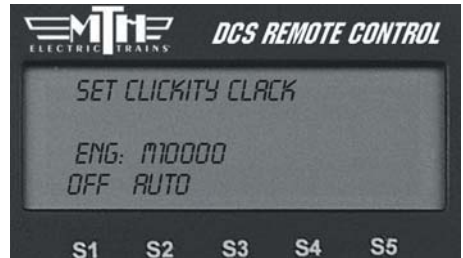 MTH DCS REMOTE CONTROL
ELECTRIC TRAINS
SET CLICKITY CLACK
ENG: M10000
OFF AUTO
S1 S2 S3 S4 S5